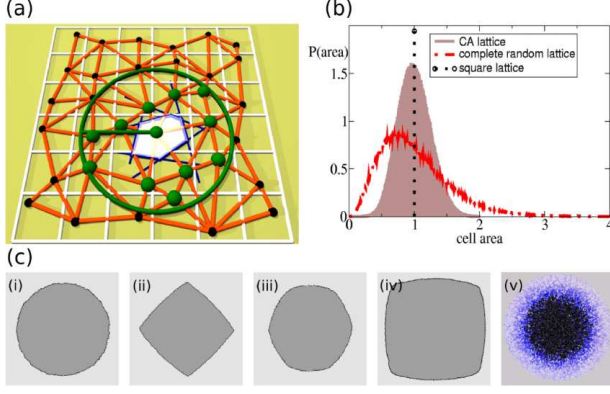 (a)
(b)
P(area)
CA lattice
complete random lattice
square lattice
1.5
1
0.5
0
0 1 2 3 4
cell area
(c)
(i) (ii) (iii) (iv) (v)